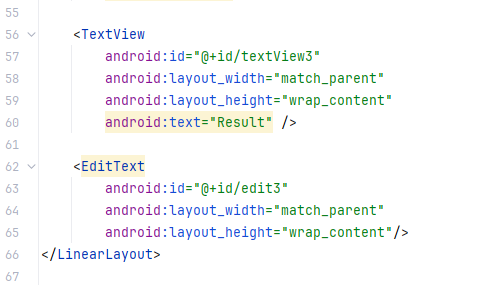 55
56 <TextView
57 android:id="@+id/textView3"
58 android:layout_width="match_parent"
59 android:layout_height="wrap_content"
60 android:text="Result" />
61
62 <EditText
63 android:id="@+id/edit3"
64 android:layout_width="match_parent"
65 android:layout_height="wrap_content"/>
66 </LinearLayout>
67